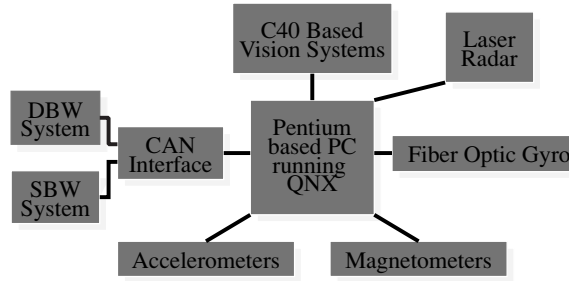 C40 Based
Vision Systems
Laser
Radar
DBW
System
CAN
Interface
SBW
System
Pentium
based PC
running
QNX
Fiber Optic Gyro
Accelerometers
Magnetometers